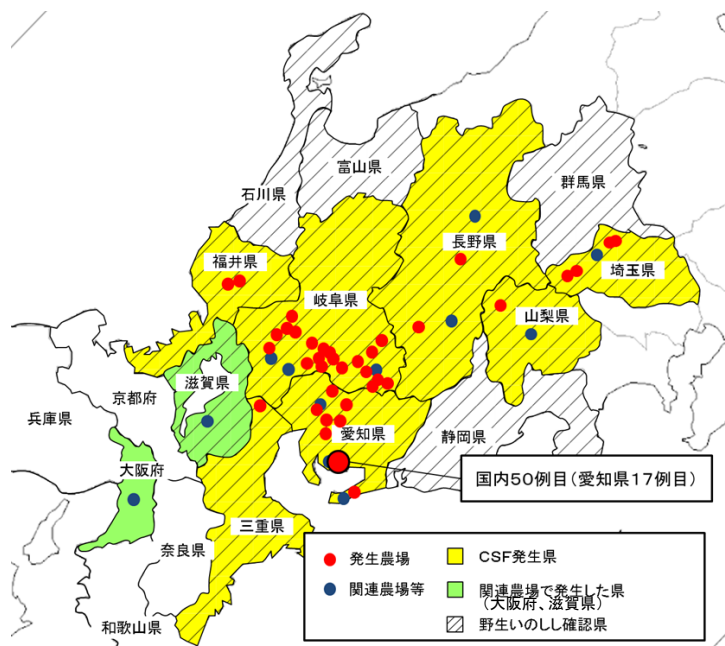 富山県
群馬県
石川県
長野県
福井県
埼玉県
岐阜県
山梨県
滋賀県
京都府
兵庫県
愛知県
静岡県
大阪府
国内50例目(愛知県17例目)
三重県
奈良県
和歌山県
発生農場
CSF発生県
関連農場等
関連農場で発生した県
(大阪府、滋賀県)
野生いのしし確認県